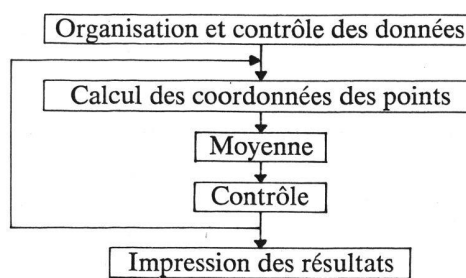 Organisation et contrôle des données
Calcul des coordonnées des points
Moyenne
Contrôle
Impression des résultats